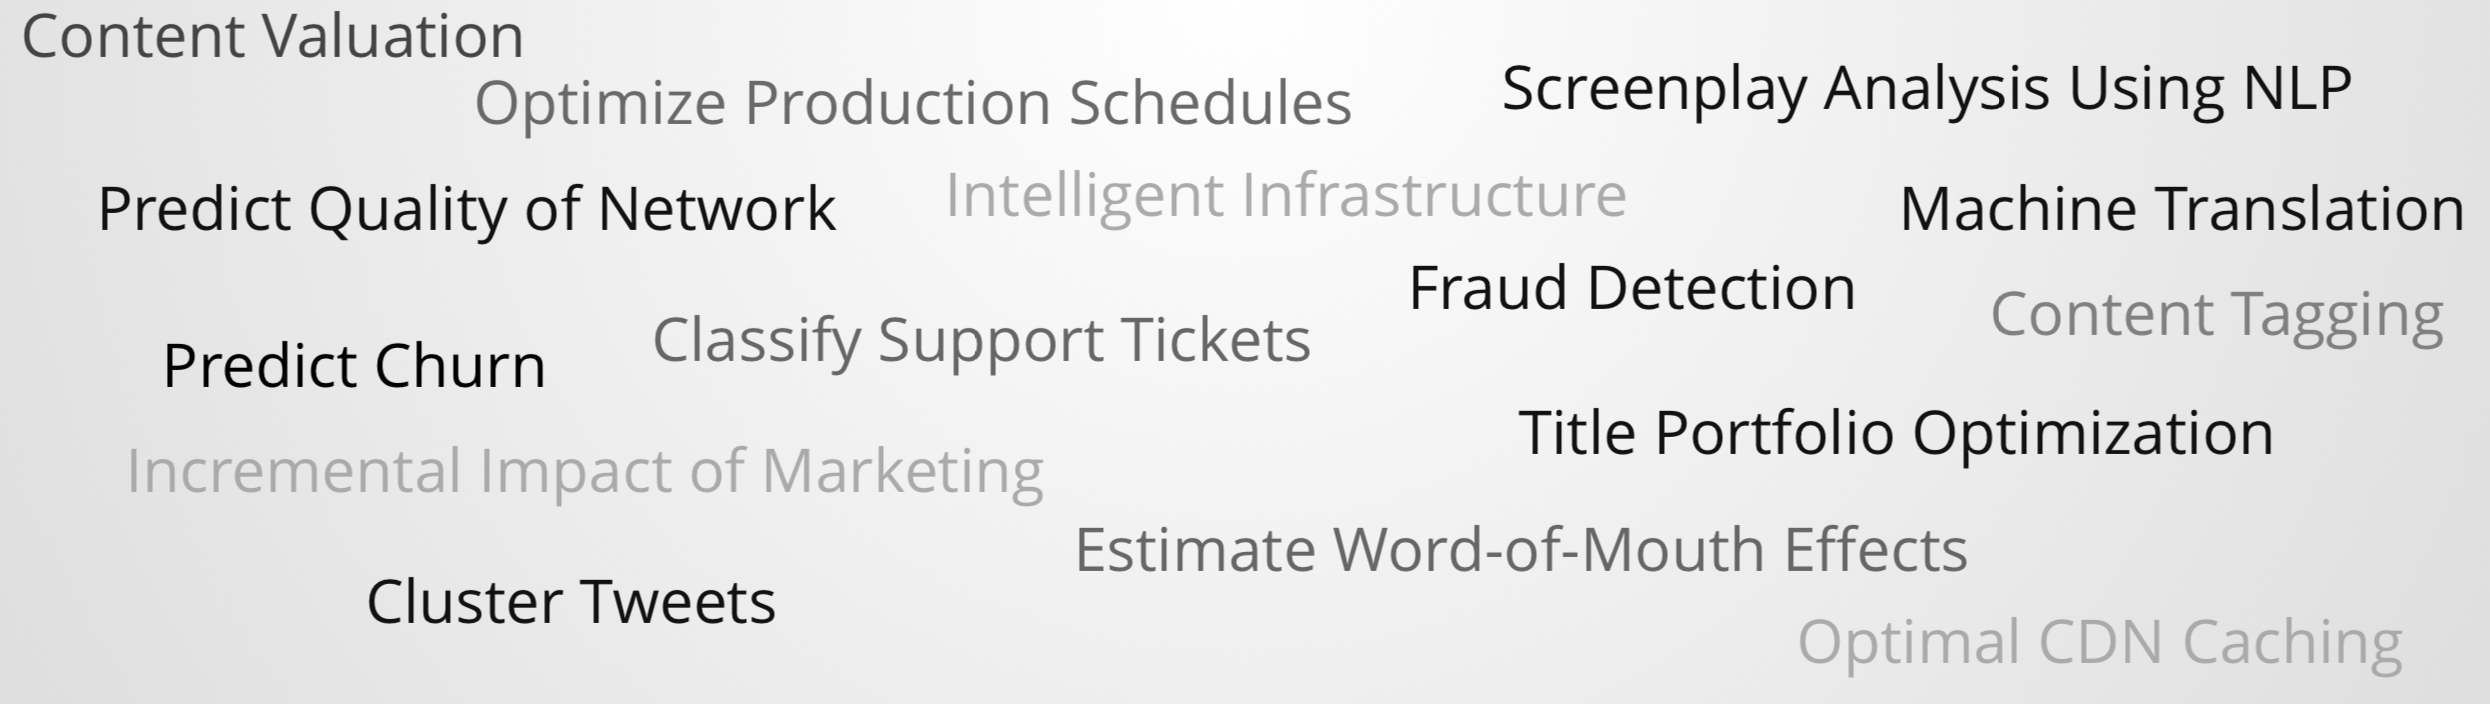 Content Valuation
Optimize Production Schedules
Screenplay Analysis Using NLP
Predict Quality of Network
Intelligent Infrastructure
Machine Translation
Fraud Detection
Content Tagging
Classify Support Tickets
Predict Churn
Title Portfolio Optimization
Incremental Impact of Marketing
Estimate Word-of-Mouth Effects
Cluster Tweets
Optimal CDN Caching